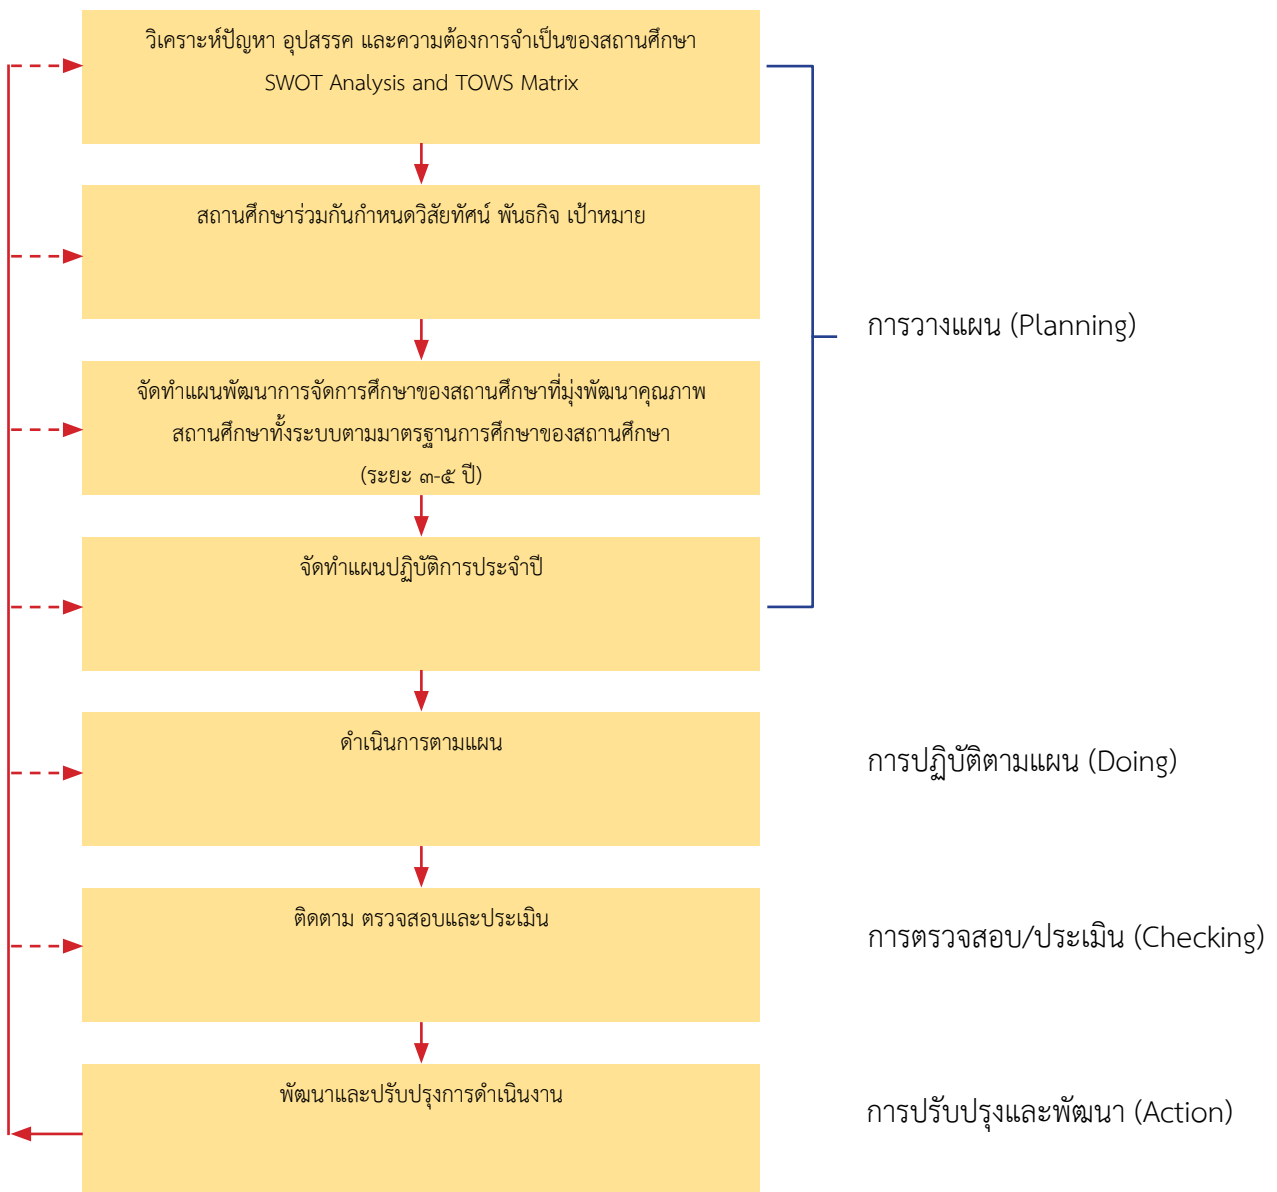 วิเคราะห์ปัญหา อุปสรรค และความต้องการจำเป็นของสถานศึกษา
SWOT Analysis and TOWS Matrix
สถานศึกษาร่วมกันกำหนดวิสัยทัศน์ พันธกิจ เป้าหมาย
การวางแผน (Planning)
จัดทำแผนพัฒนาการจัดการศึกษาของสถานศึกษาที่มุ่งพัฒนาคุณภาพ
สถานศึกษาทั้งระบบตามมาตรฐานการศึกษาของสถานศึกษา
(ระยะ ๓-๕ ปี)
จัดทำแผนปฏิบัติการประจำปี
ดำเนินการตามแผน
การปฏิบัติตามแผน (Doing)
ติดตาม ตรวจสอบและประเมิน
การตรวจสอบ/ประเมิน (Checking)
พัฒนาและปรับปรุงการดำเนินงาน
การปรับปรุงและพัฒนา (Action)